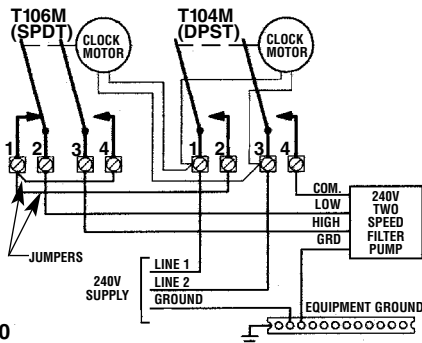 T106M
(SPDT)
CLOCK
MOTOR
T104M
(DPST)
CLOCK
MOTOR
1 2 3 4
1 2 3 4
JUMPERS
COM.
LOW
HIGH
GRD
240V
TWO
SPEED
FILTER
PUMP
240V
SUPPLY
LINE 1
LINE 2
GROUND
EQUIPMENT GROUND
0